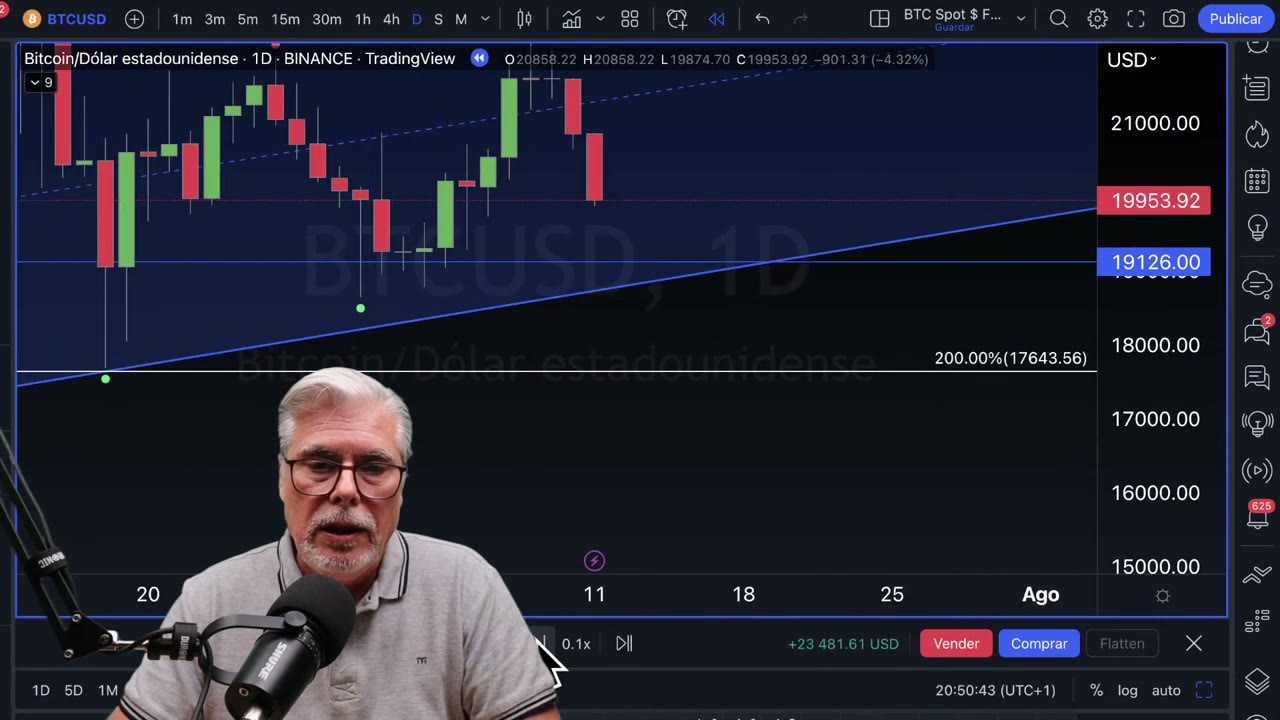 2
BTCUSD
1m 3m 5m 15m 30m 1h 4h D S M
BTC Spot $ F...
Guardar
Publicar
Bitcoin/Dólar estadounidense · 1D · BINANCE · TradingView
O20858.22 H20858.22 L19874.70 C19953.92 −901.31 (−4.32%)
USD
9
21000.00
19953.92
BTCUSD, 1D
19126.00
2
18000.00
200.00%(17643.56)
Bitcoin/Dólar estadounidense
17000.00
16000.00
625
15000.00
20 11 18 25 Ago
0.1x
+23 481.61 USD
Vender
Comprar
Flatten
SHURE
1D 5D 1M
20:50:43 (UTC+1)
% log auto